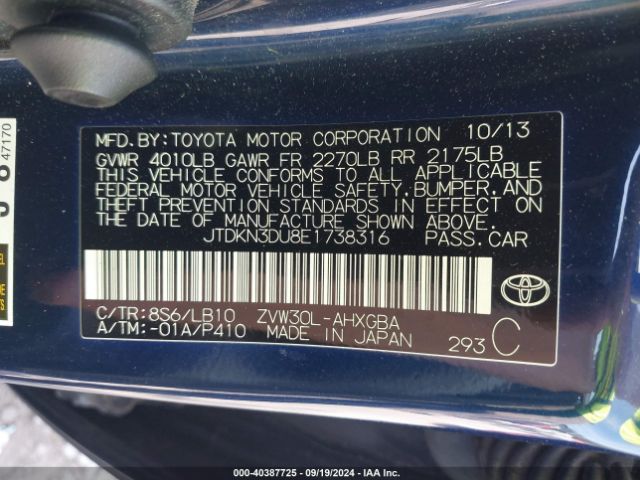 MFD.BY:TOYOTA MOTOR CORPORATION 10/13
GVWR 4010LB GAWR FR 2270LB RR 2175LB
THIS VEHICLE CONFORMS TO ALL APPLICABLE
FEDERAL MOTOR VEHICLE SAFETY,BUMPER,AND
THEFT PREVENTION STANDARDS IN EFFECT ON
THE DATE OF MANUFACTURE SHOWN ABOVE.
JTDKN3DU8E1738316 PASS.CAR
C/TR:8S6/LB10 ZVW30L-AHXGBA
A/TM:-01A/P410 MADE IN JAPAN 293 C
47170
00-40387725 - 09/19/2024 - IAA Inc.